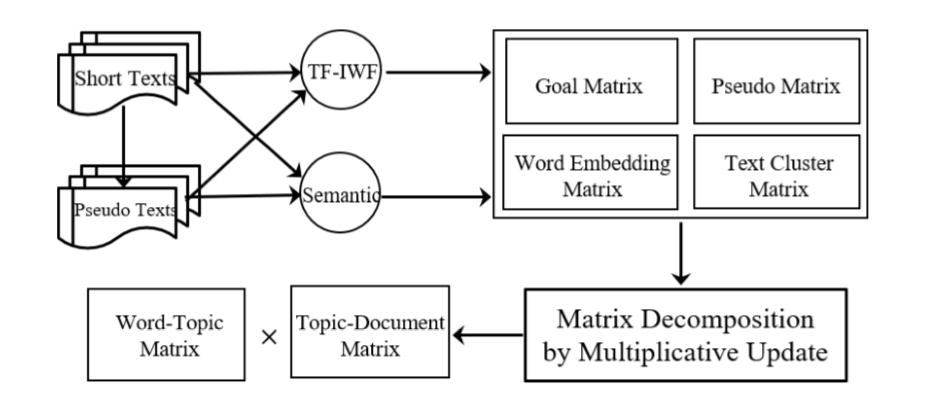 Short Texts
TF-IWF
Goal Matrix
Pseudo Matrix
Pseudo Texts
Semantic
Word Embedding
Matrix
Text Cluster
Matrix
Word-Topic
Matrix
×
Topic-Document
Matrix
Matrix Decomposition
by Multiplicative Update